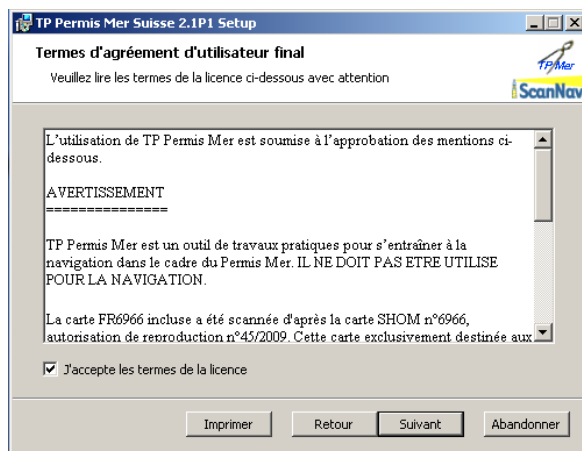 TP Permis Mer Suisse 2.1P1 Setup
Termes d'agréement d'utilisateur final
Veuillez lire les termes de la licence ci-dessous avec attention
TP/Mer
ScanNav
L'utilisation de TP Permis Mer est soumise à l'approbation des mentions ci-
dessous.
AVERTISSEMENT
===============
TP Permis Mer est un outil de travaux pratiques pour s'entraîner à la
navigation dans le cadre du Permis Mer. IL NE DOIT PAS ETRE UTILISE
POUR LA NAVIGATION.
La carte FR6966 incluse a été scannée d'après la carte SHOM n°6966,
autorisation de reproduction n°45/2009. Cette carte exclusivement destinée aux
J'accepte les termes de la licence
Imprimer
Retour
Suivant
Abandonner